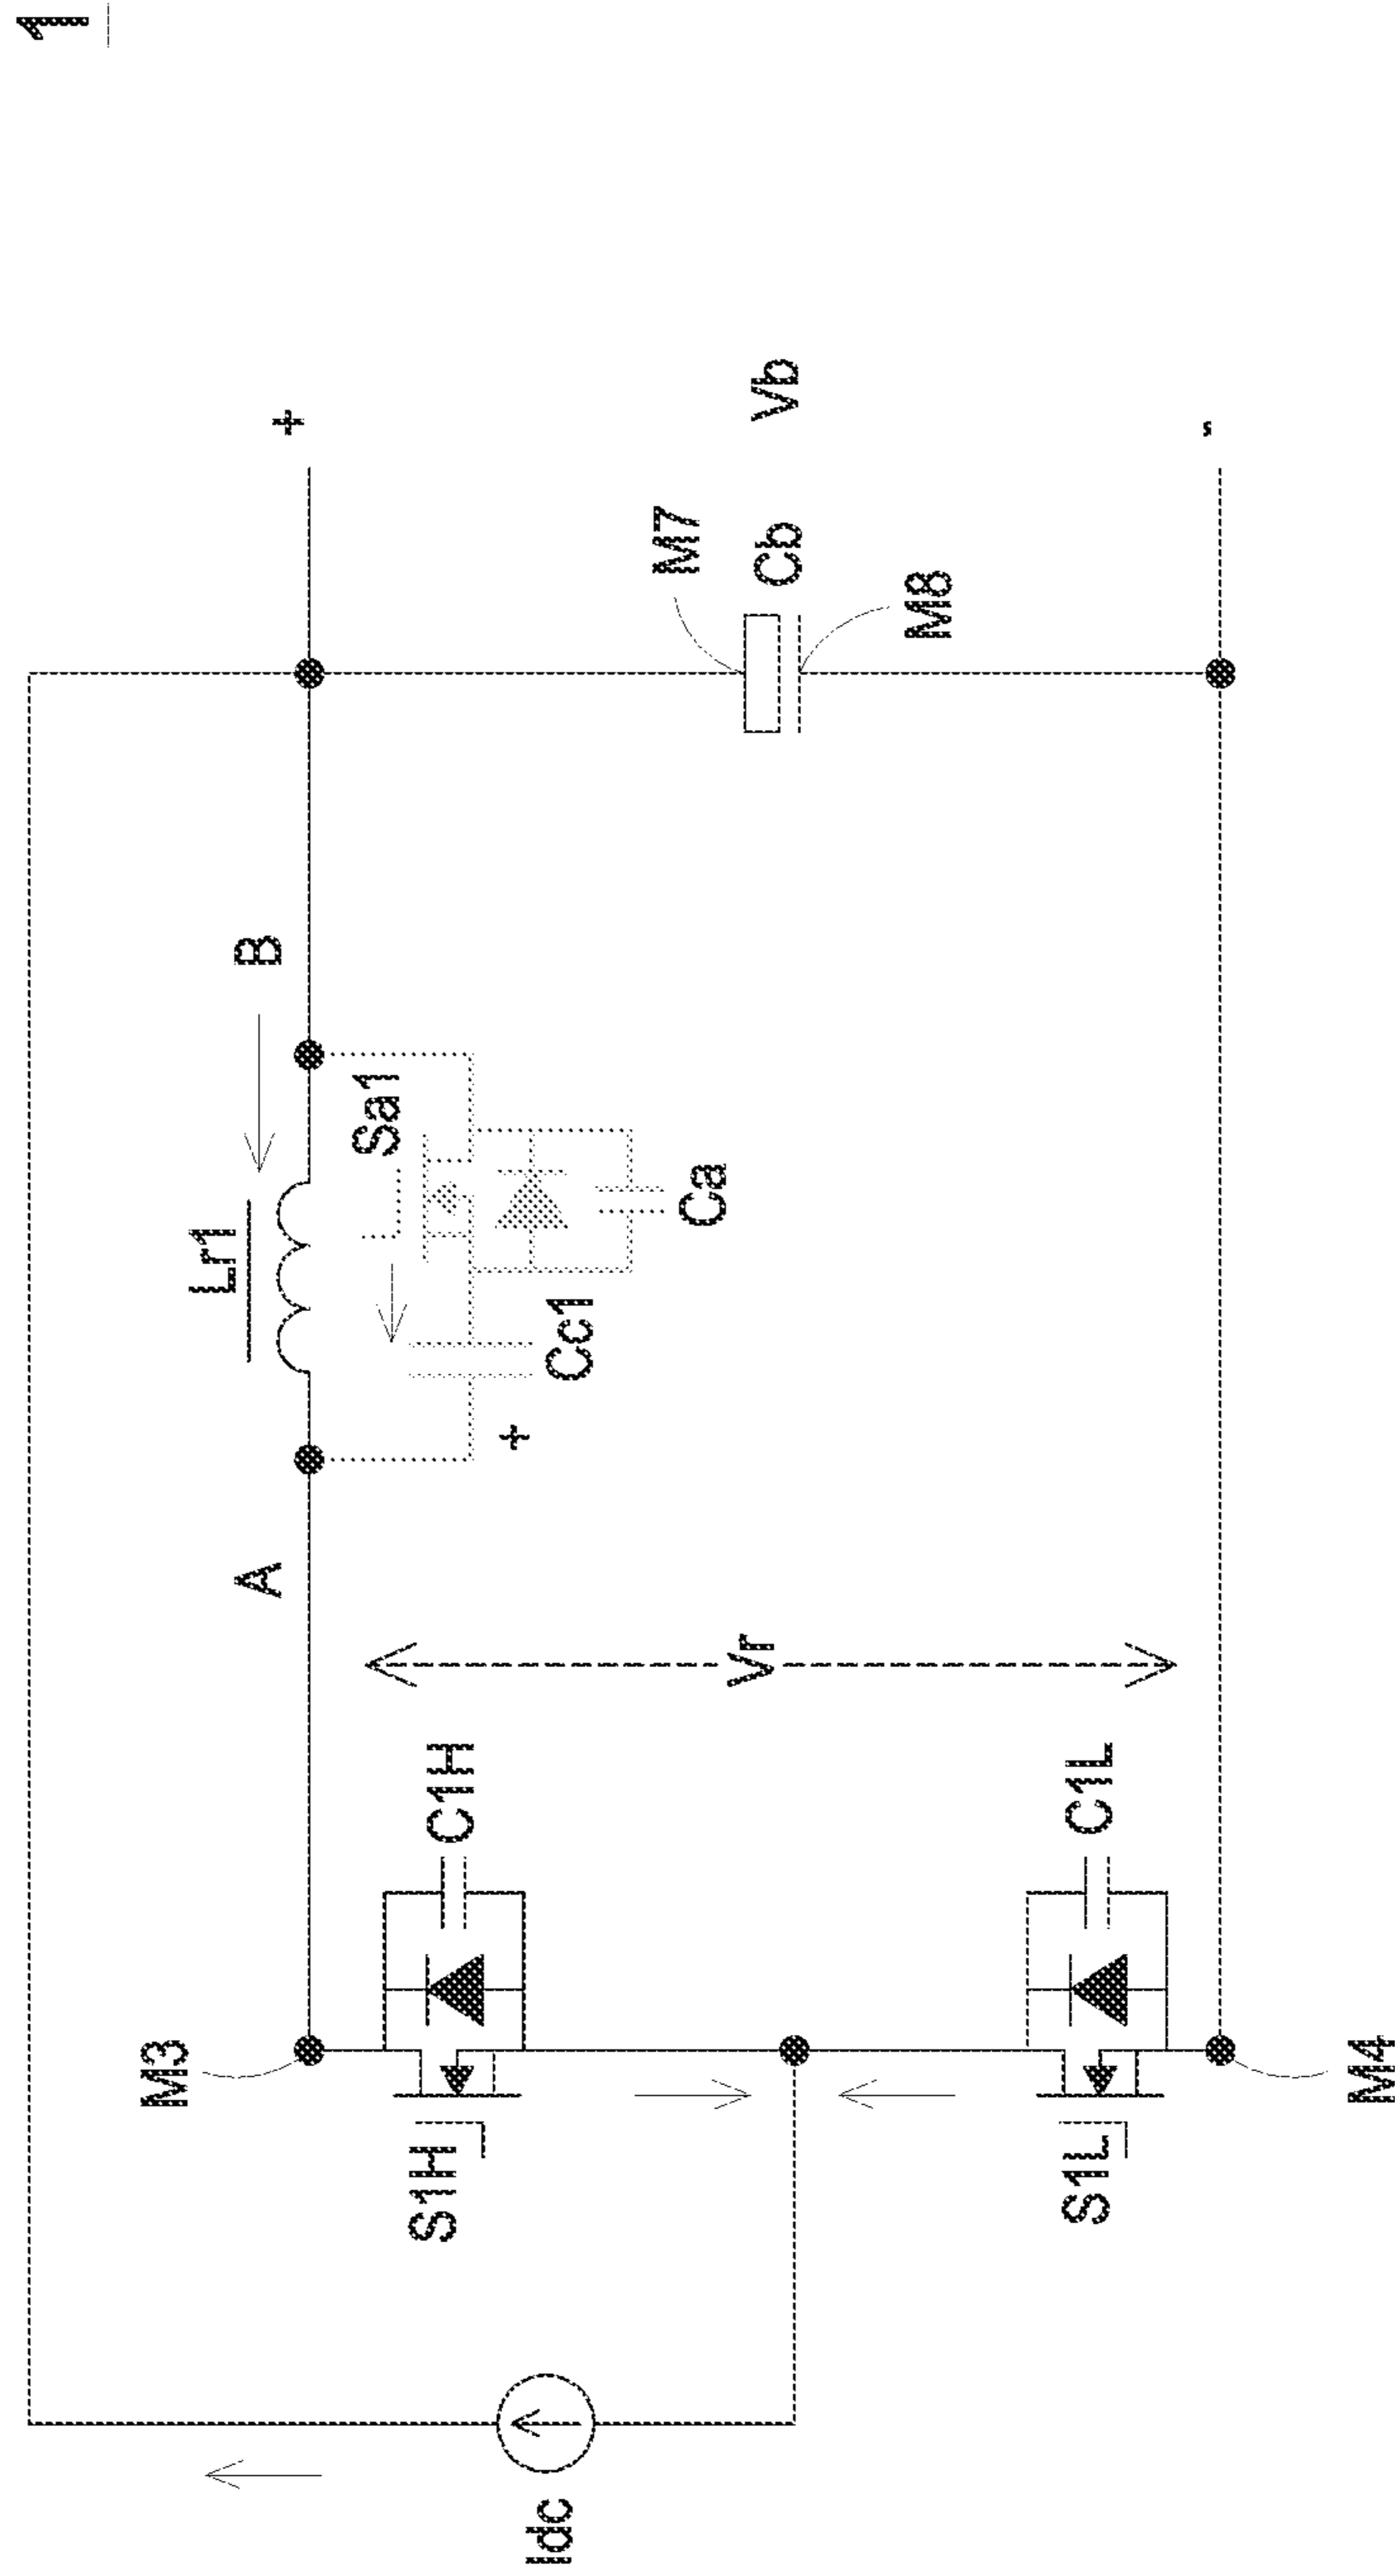 1
Lr1
B
+
A
M3
Sa1
Cc1
+
Ca
M7
Cb
Vb
M8
S1H
C1H
Vr
S1L
C1L
-
M4
Idc